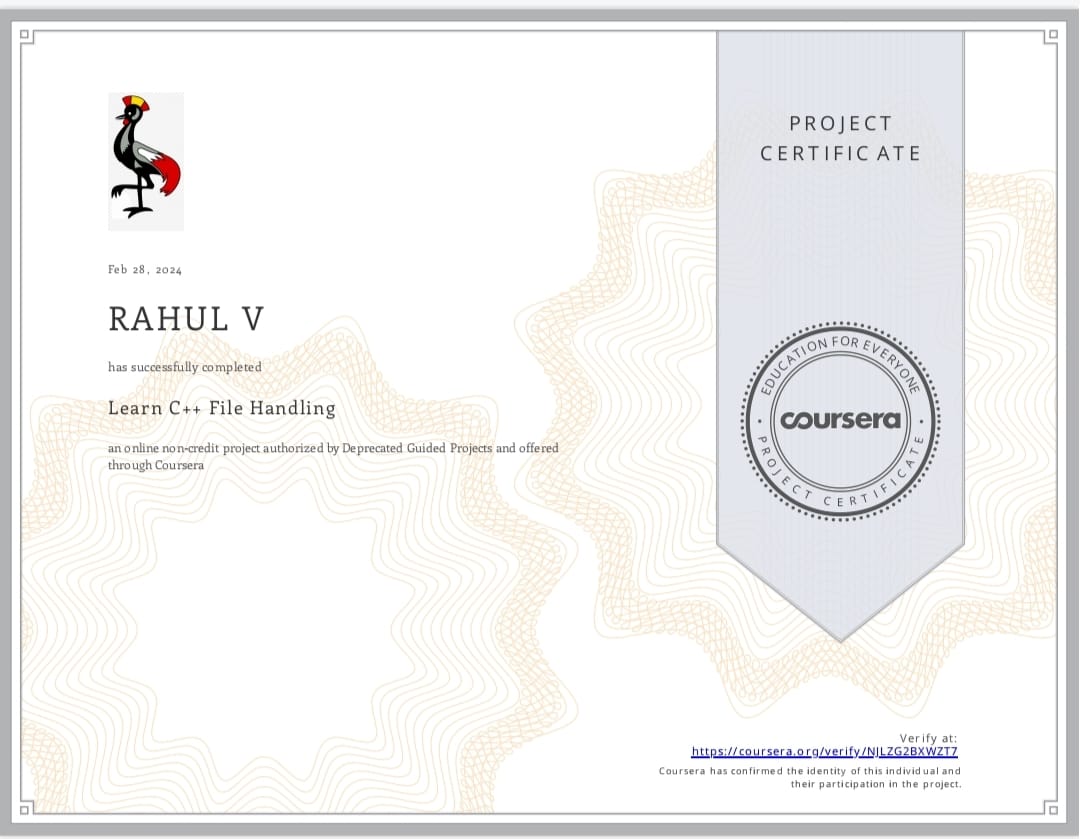 PROJECT
CERTIFICATE
Feb 28, 2024
RAHUL V
has successfully completed
Learn C++ File Handling
an online non-credit project authorized by Deprecated Guided Projects and offered
through Coursera
EDUCATION FOR EVERYONE
coursera
PROJECT CERTIFICATE
Verify at:
https://coursera.org/verify/NJLZG2BXWZT7
Coursera has confirmed the identity of this individual and
their participation in the project.